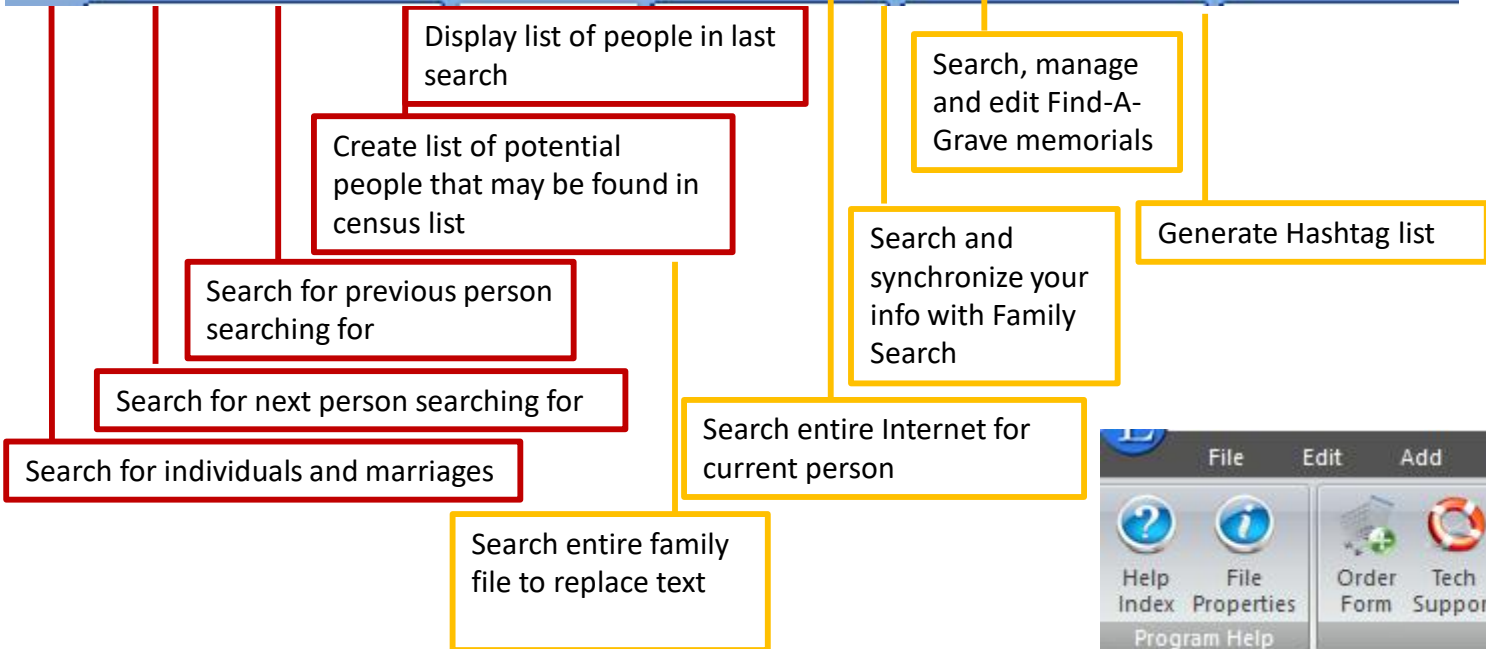 Display list of people in last
search
Create list of potential
people that may be found in
census list
Search for previous person
searching for
Search for next person searching for
Search for individuals and marriages
Search, manage
and edit Find-A-
Grave memorials
Search and
synchronize your
info with Family
Search
Generate Hashtag list
Search entire Internet for
current person
Search entire family
file to replace text
File Edit Add
Help
Index
File
Properties
Order
Form
Tech
Suppor
Program Help